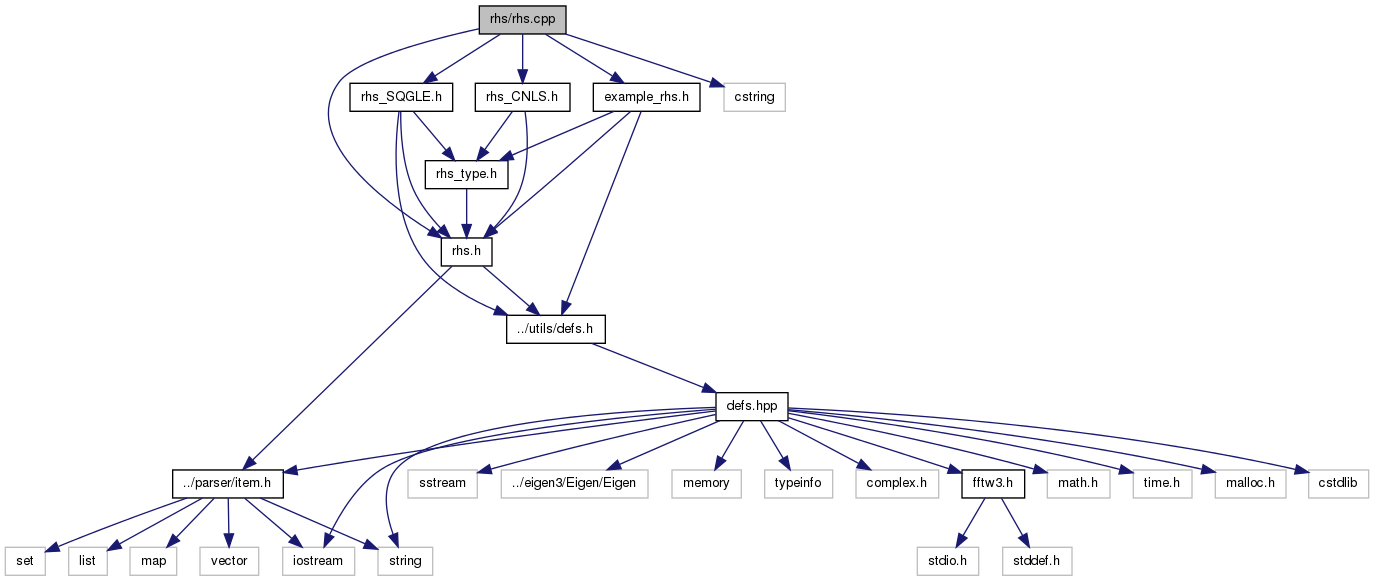 rhs/rhs.cpp
rhs_SQGLE.h
rhs_CNLS.h
example_rhs.h
cstring
rhs_type.h
rhs.h
../utils/defs.h
defs.hpp
../parser/item.h
sstream
../eigen3/Eigen/Eigen
memory
typeinfo
complex.h
fftw3.h
math.h
time.h
malloc.h
cstdlib
set
list
map
vector
iostream
string
stdio.h
stddef.h